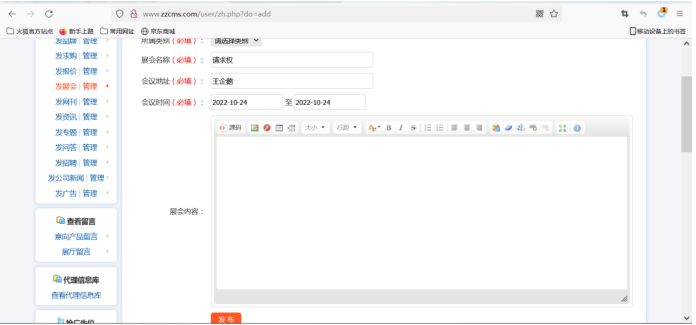 www.zzcms.com/user/zh.php?do=add
火狐官方站点 新手上路 常用网址 京东商城 移动设备上的书签
发品牌 | 管理
发求购 | 管理
发报价 | 管理
发展会 | 管理
发网刊 | 管理
发资讯 | 管理
发专题 | 管理
发问答 | 管理
发招聘 | 管理
发公司新闻 | 管理
发广告 | 管理
查看留言
意向产品留言
展厅留言
代理信息库
查看代理信息库
推广告位
所属类别（必填）： 请选择类别
展会名称（必填）： 请求权
会议地址（必填）： 王企鹅
会议时间（必填）： 2022-10-24 至 2022-10-24
源码 大小 行距
展会内容：
发布